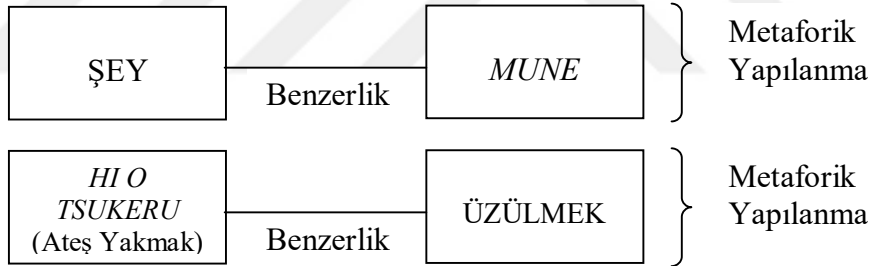 ŞEY
Benzerlik
MUNE
Metaforik
Yapılanma
HI O
TSUKERU
(Ateş Yakmak)
Benzerlik
ÜZÜLMEK
Metaforik
Yapılanma